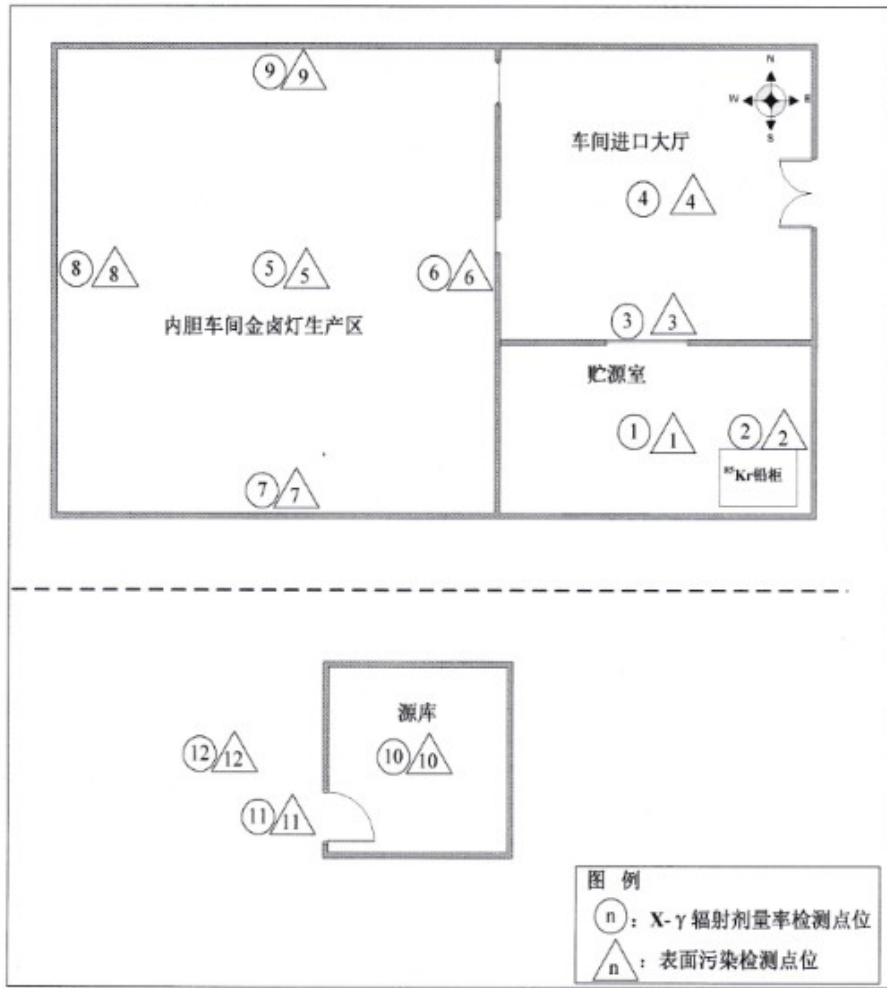 9 9
N
W E
S
车间进口大厅
4 4
8 8
5 5
6 6
内胆车间金卤灯生产区
3 3
贮源室
1 1
2 2
⁸⁵Kr铅柜
7 7
源库
12 12
10 10
11 11
图 例
n : X-γ 辐射剂量率检测点位
n : 表面污染检测点位